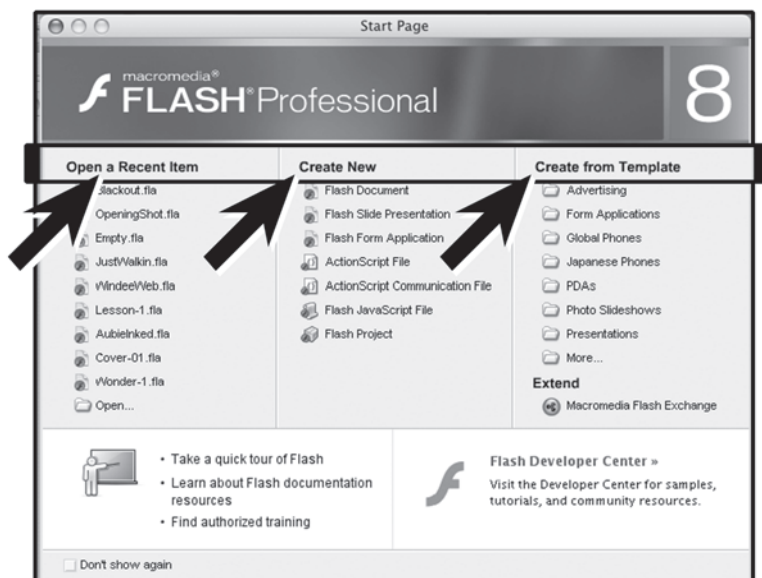 Start Page
macromedia®
FLASH® Professional
8
Open a Recent Item
Blackout.fla
OpeningShot.fla
Empty.fla
JustWalkin.fla
WindeeWeb.fla
Lesson-1.fla
AubieInked.fla
Cover-01.fla
Wonder-1.fla
Open...
Create New
Flash Document
Flash Slide Presentation
Flash Form Application
ActionScript File
ActionScript Communication File
Flash JavaScript File
Flash Project
Create from Template
Advertising
Form Applications
Global Phones
Japanese Phones
PDAs
Photo Slideshows
Presentations
More...
Extend
Macromedia Flash Exchange
• Take a quick tour of Flash
• Learn about Flash documentation
resources
• Find authorized training
Flash Developer Center »
Visit the Developer Center for samples,
tutorials, and community resources.
Don't show again